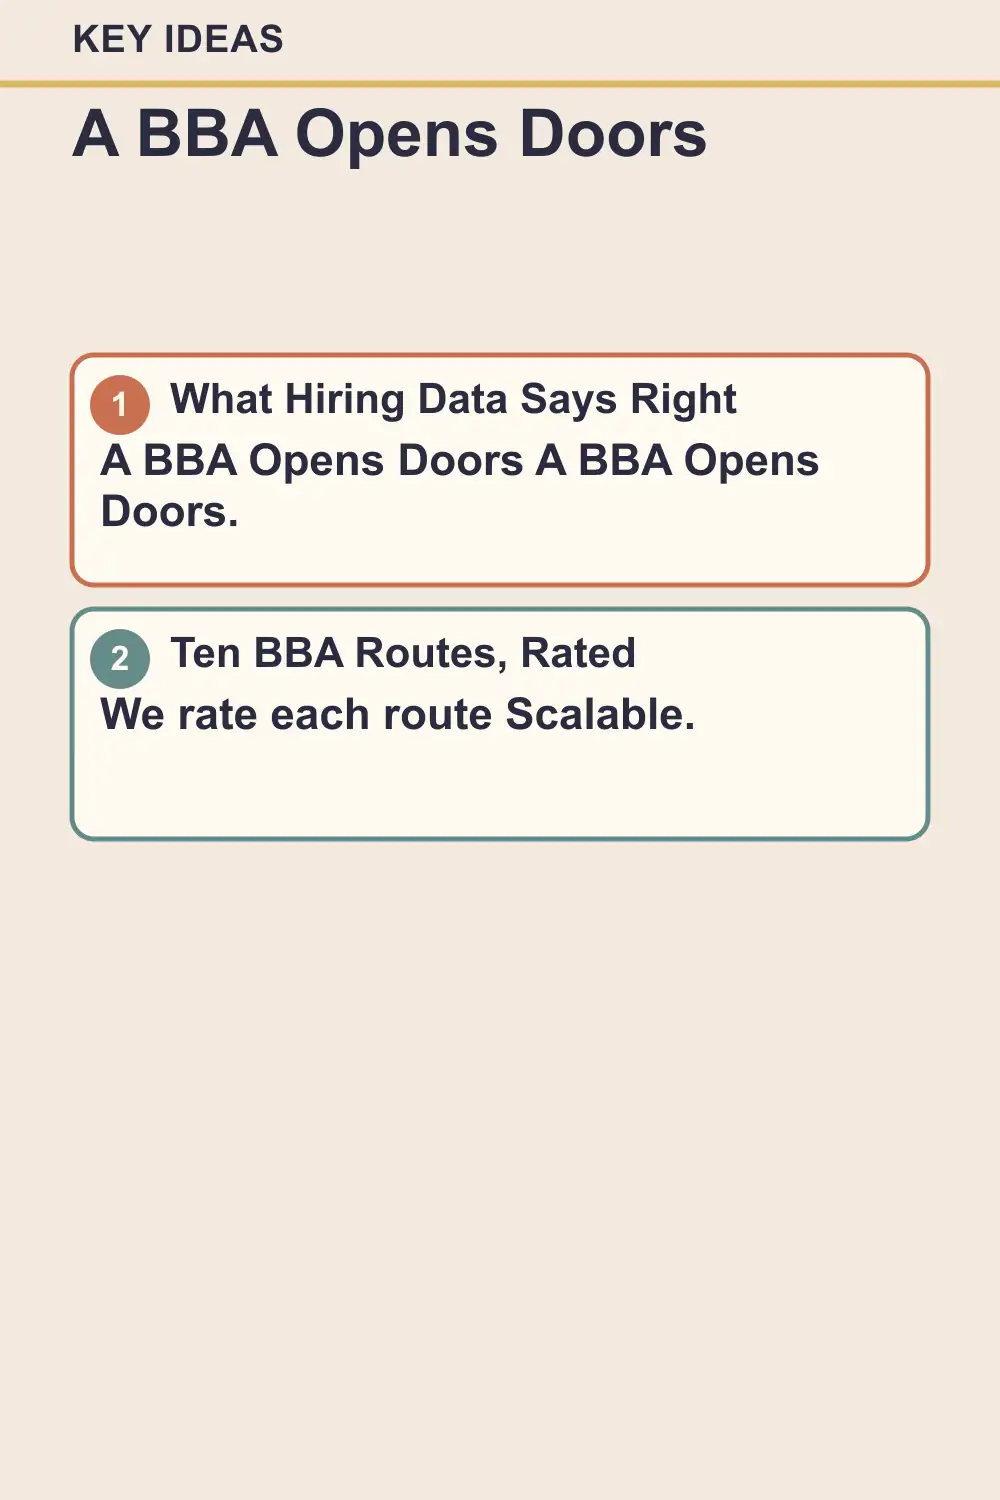 KEY IDEAS
A BBA Opens Doors
1 What Hiring Data Says Right
A BBA Opens Doors A BBA Opens
Doors.
2 Ten BBA Routes, Rated
We rate each route Scalable.